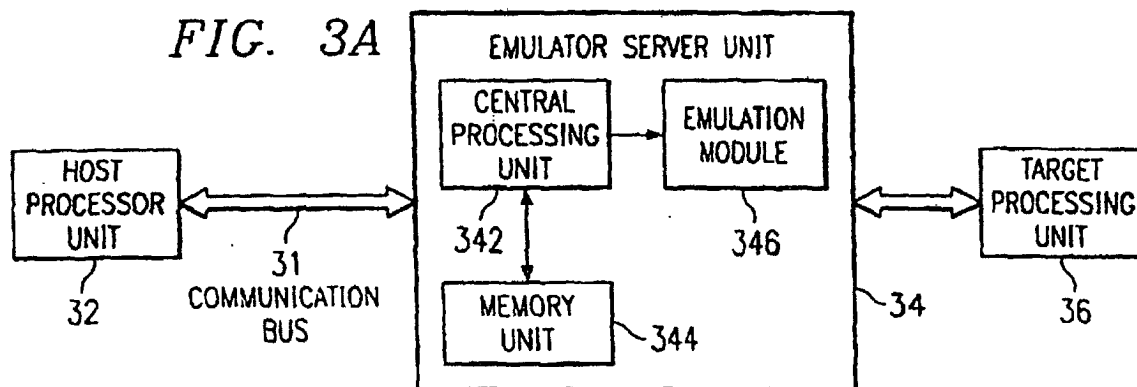 FIG. 3A
EMULATOR SERVER UNIT
CENTRAL
PROCESSING
UNIT
EMULATION
MODULE
HOST
PROCESSOR
UNIT
TARGET
PROCESSING
UNIT
342
346
31
COMMUNICATION
BUS
32
MEMORY
UNIT
344
34
36